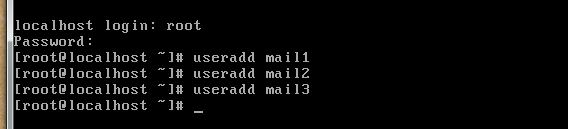 localhost login: root
Password:
[root@localhost ~]# useradd mail1
[root@localhost ~]# useradd mail2
[root@localhost ~]# useradd mail3
[root@localhost ~]# _